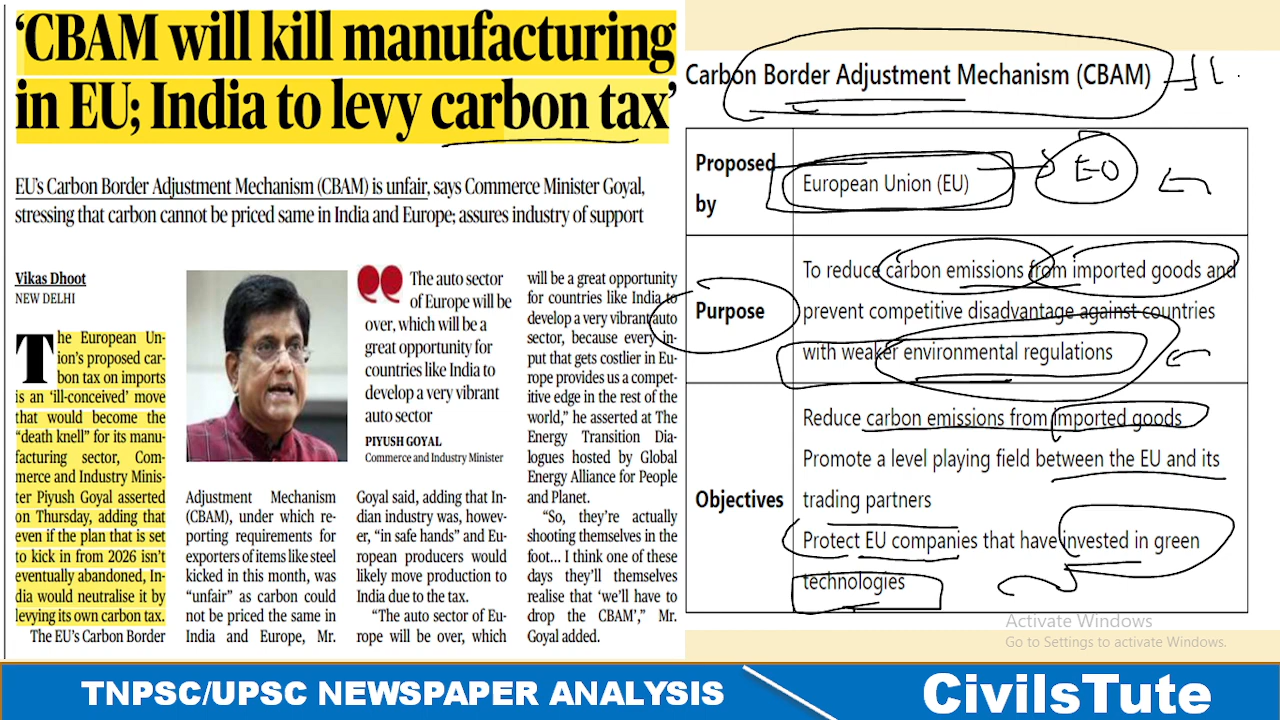 ‘CBAM will kill manufacturing
in EU; India to levy carbon tax’
EU's Carbon Border Adjustment Mechanism (CBAM) is unfair, says Commerce Minister Goyal,
stressing that carbon cannot be priced same in India and Europe; assures industry of support
Vikas Dhoot
NEW DELHI
The European Un-
ion's proposed car-
bon tax on imports
is an ‘ill-conceived’ move
that would become the
“death knell” for its manu-
facturing sector, Com-
merce and Industry Minis-
ter Piyush Goyal asserted
on Thursday, adding that
even if the plan that is set
to kick in from 2026 isn't
eventually abandoned, In-
dia would neutralise it by
levying its own carbon tax.
The EU's Carbon Border
Adjustment Mechanism
(CBAM), under which re-
porting requirements for
exporters of items like steel
kicked in this month, was
“unfair” as carbon could
not be priced the same in
India and Europe, Mr.
The auto sector
of Europe will be
over, which will be a
great opportunity for
countries like India to
develop a very vibrant
auto sector
PIYUSH GOYAL
Commerce and Industry Minister
Goyal said, adding that In-
dian industry was, howev-
er, “in safe hands” and Eu-
ropean producers would
likely move production to
India due to the tax.
“The auto sector of Eu-
rope will be over, which
will be a great opportunity
for countries like India to
develop a very vibrant auto
sector, because every in-
put that gets costlier in Eu-
rope provides us a compet-
itive edge in the rest of the
world,” he asserted at The
Energy Transition Dia-
logues hosted by Global
Energy Alliance for People
and Planet.
“So, they're actually
shooting themselves in the
foot... I think one of these
days they'll themselves
realise that ‘we'll have to
drop the CBAM’,” Mr.
Goyal added.
Carbon Border Adjustment Mechanism (CBAM)
Proposed
by
European Union (EU)
Purpose
To reduce carbon emissions from imported goods and
prevent competitive disadvantage against countries
with weaker environmental regulations
Objectives
Reduce carbon emissions from imported goods
Promote a level playing field between the EU and its
trading partners
Protect EU companies that have invested in green
technologies
Activate Windows
Go to Settings to activate Windows.
TNPSC/UPSC NEWSPAPER ANALYSIS
CivilsTute